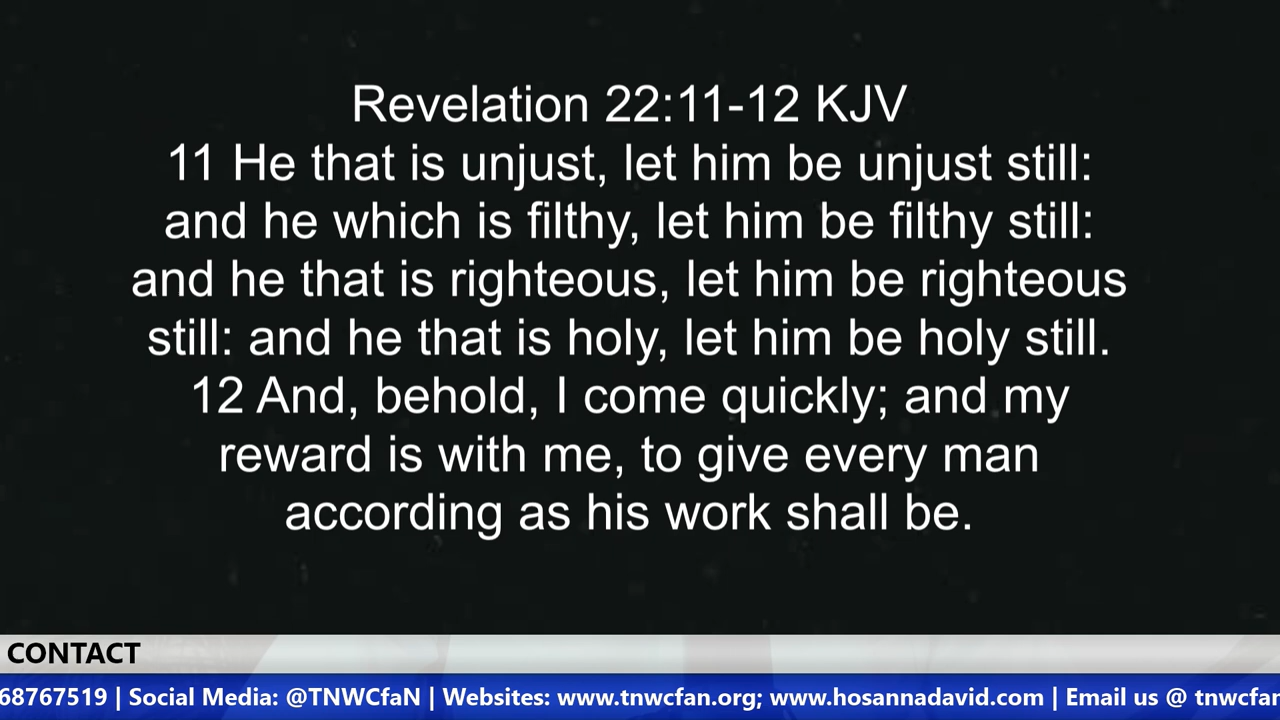 Revelation 22:11-12 KJV
11 He that is unjust, let him be unjust still:
and he which is filthy, let him be filthy still:
and he that is righteous, let him be righteous
still: and he that is holy, let him be holy still.
12 And, behold, I come quickly; and my
reward is with me, to give every man
according as his work shall be.
CONTACT
68767519 | Social Media: @TNWCfaN | Websites: www.tnwcfan.org; www.hosannadavid.com | Email us @ tnwcfan